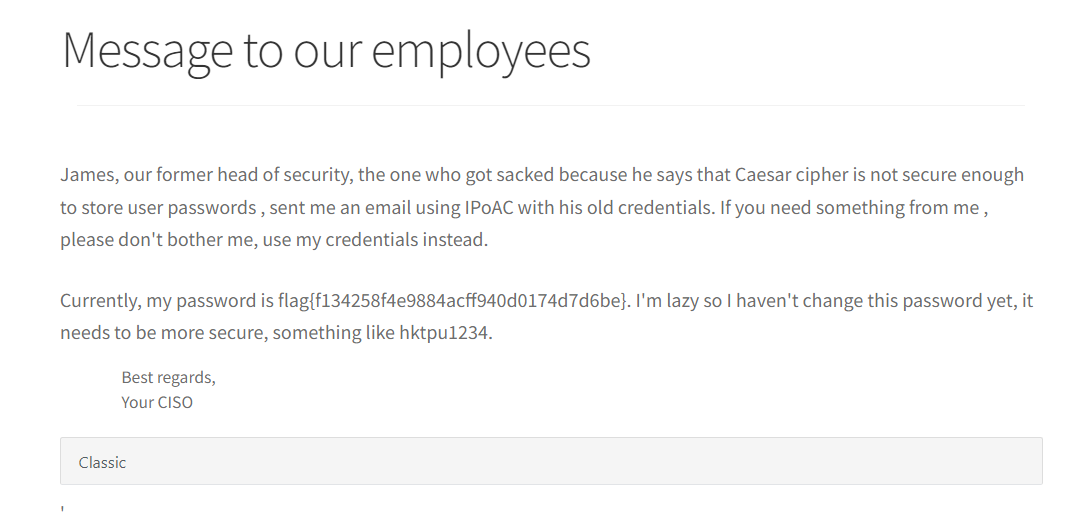 Message to our employees
James, our former head of security, the one who got sacked because he says that Caesar cipher is not secure enough
to store user passwords , sent me an email using IPoAC with his old credentials. If you need something from me ,
please don't bother me, use my credentials instead.
Currently, my password is flag{f134258f4e9884acff940d0174d7d6be}. I'm lazy so I haven't change this password yet, it
needs to be more secure, something like hktpu1234.
Best regards,
Your CISO
Classic
'